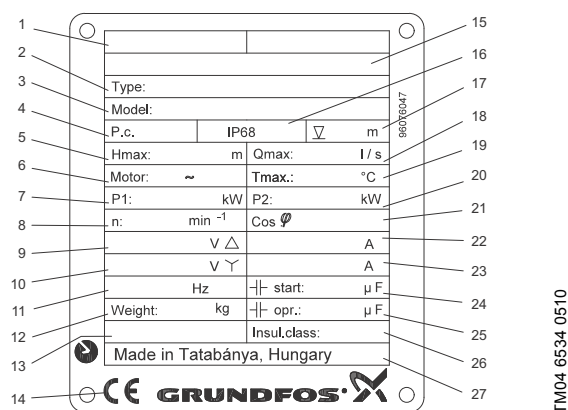 1
15
2
16
Type:
3
17
Model:
4
18
P.c. IP68 m
96076047
5
19
Hmax: m Qmax: l / s
6
20
Motor: ~ Tmax.: °C
7
21
P1: kW P2: kW
8
22
n: min -1 Cos φ
9
23
V △ A
10
24
V Y A
11
25
Hz ⊣⊢ start: µ F
12
26
Weight: kg ⊣⊢ opr.: µ F
13
27
Insul.class:
Made in Tatabánya, Hungary
14
CE GRUNDFOS
TM04 6534 0510